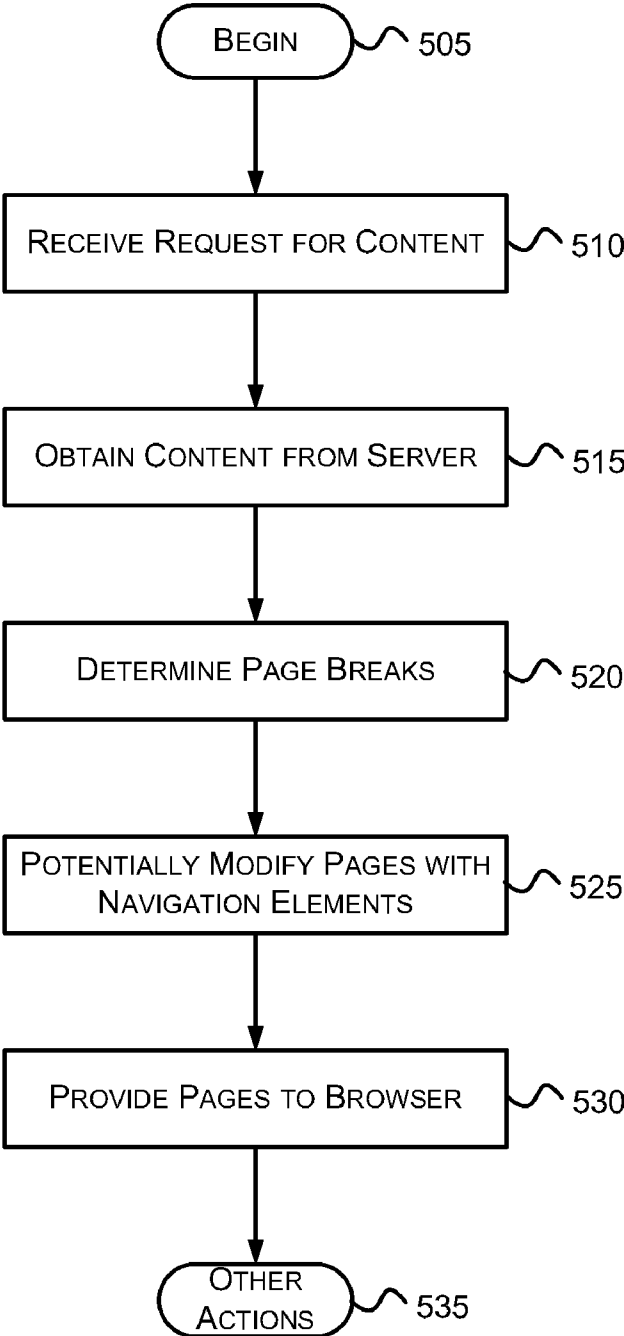 BEGIN
505
RECEIVE REQUEST FOR CONTENT
510
OBTAIN CONTENT FROM SERVER
515
DETERMINE PAGE BREAKS
520
POTENTIALLY MODIFY PAGES WITH
NAVIGATION ELEMENTS
525
PROVIDE PAGES TO BROWSER
530
OTHER
ACTIONS
535